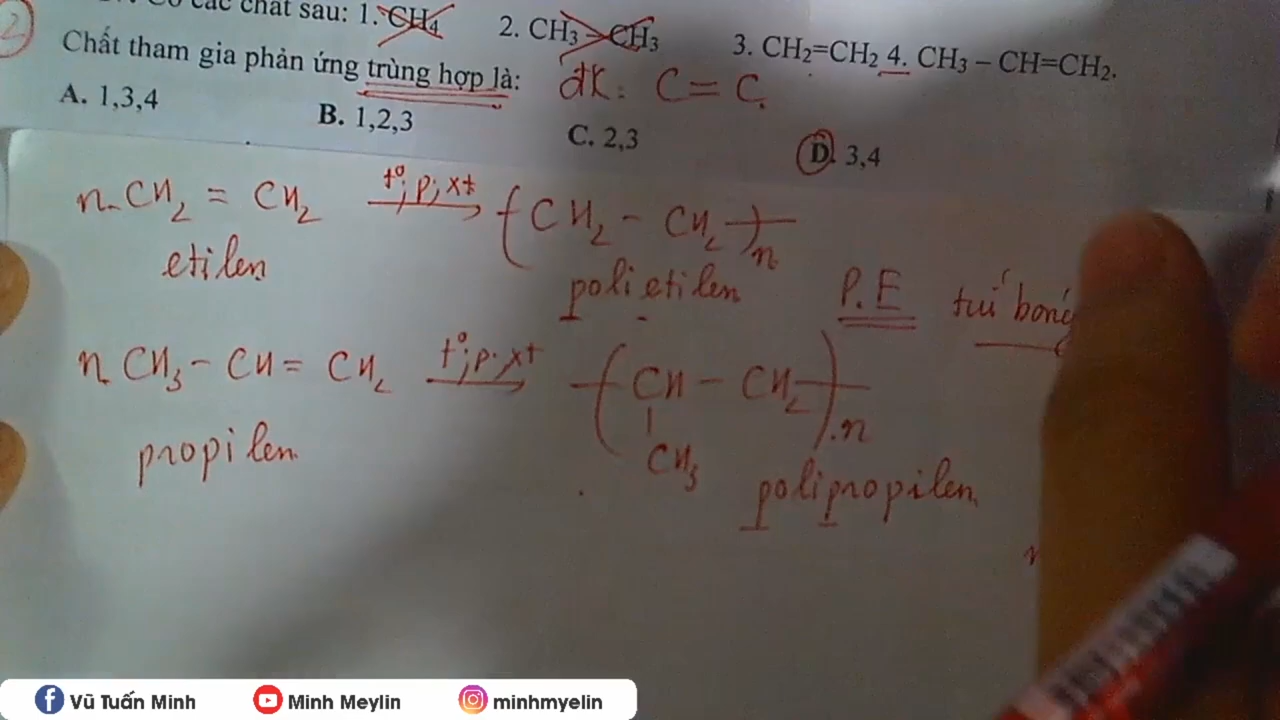 Có các chất sau: 1. CH₄ 2. CH₃ – CH₃ 3. CH₂=CH₂ 4. CH₃ – CH=CH₂.
2
Chất tham gia phản ứng trùng hợp là: đk: C = C.
A. 1,3,4 B. 1,2,3 C. 2,3 D. 3,4
n CH₂ = CH₂ t°; p; xt (CH₂ – CH₂)n
etilen polietilen P.E túi bóng
n CH₃ – CH = CH₂ t°; p; xt (CH – CH₂)n
CH₃
propilen polipropilen
Vũ Tuấn Minh Minh Meylin minhmyelin